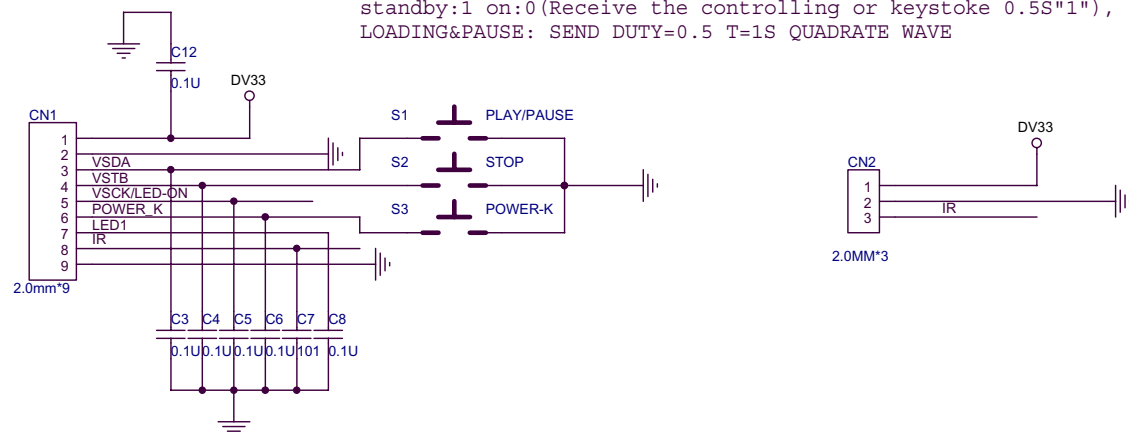 standby:1 on:0(Receive the controlling or keystoke 0.5S"1"),
LOADING&PAUSE: SEND DUTY=0.5 T=1S QUADRATE WAVE
C12
0.1U
DV33
CN1
1
2
3
4
5
6
7
8
9
VSDA
VSTB
VSCK/LED-ON
POWER_K
LED1
IR
2.0mm*9
S1 PLAY/PAUSE
S2 STOP
S3 POWER-K
C3 C4 C5 C6 C7 C8
0.1U 0.1U 0.1U 0.1U 101 0.1U
DV33
CN2
1
2
3
IR
2.0MM*3